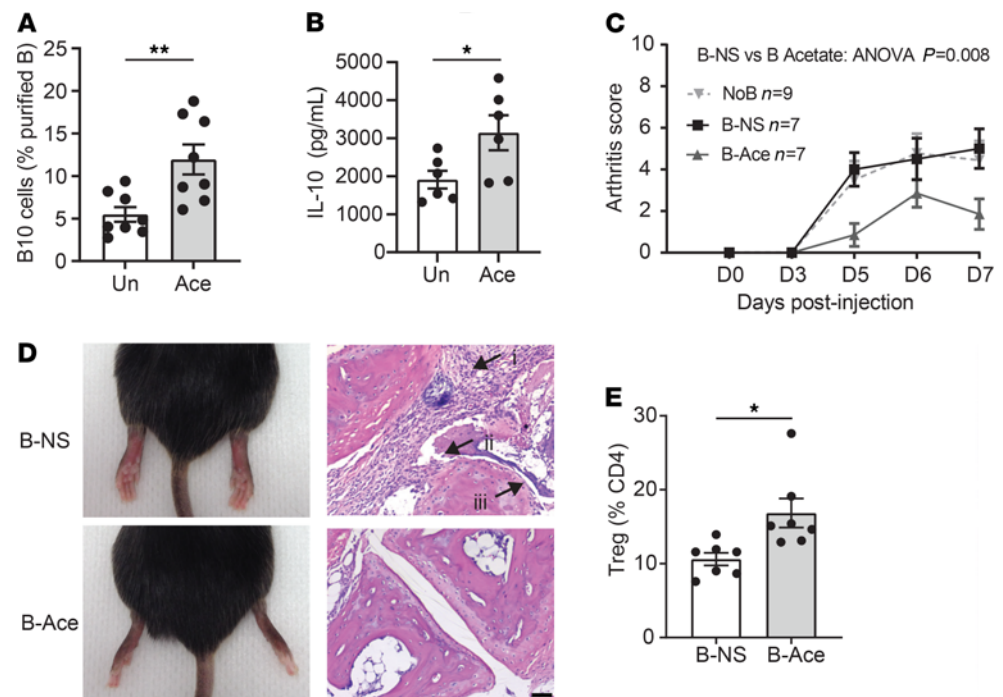 A
**
B10 cells (% purified B)
25
20
15
10
5
0
Un
Ace
B
*
IL-10 (pg/mL)
5000
4000
3000
2000
1000
0
Un
Ace
C
B-NS vs B Acetate: ANOVA P=0.008
NoB n=9
B-NS n=7
B-Ace n=7
Arthritis score
10
8
6
4
2
0
D0 D3 D5 D6 D7
Days post-injection
D
B-NS
i
ii
iii
B-Ace
E
*
Treg (% CD4)
30
20
10
0
B-NS
B-Ace